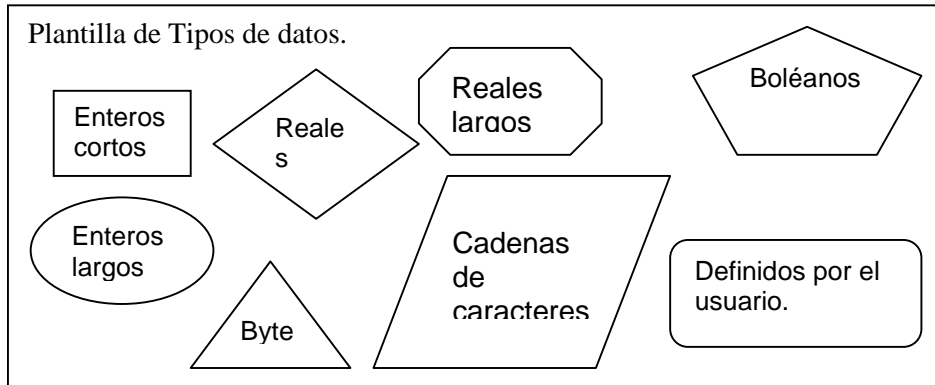 Plantilla de Tipos de datos.
Enteros
cortos
Reale
s
Reales
largos
Boléanos
Enteros
largos
Byte
Cadenas
de
caracteres
Definidos por el
usuario.